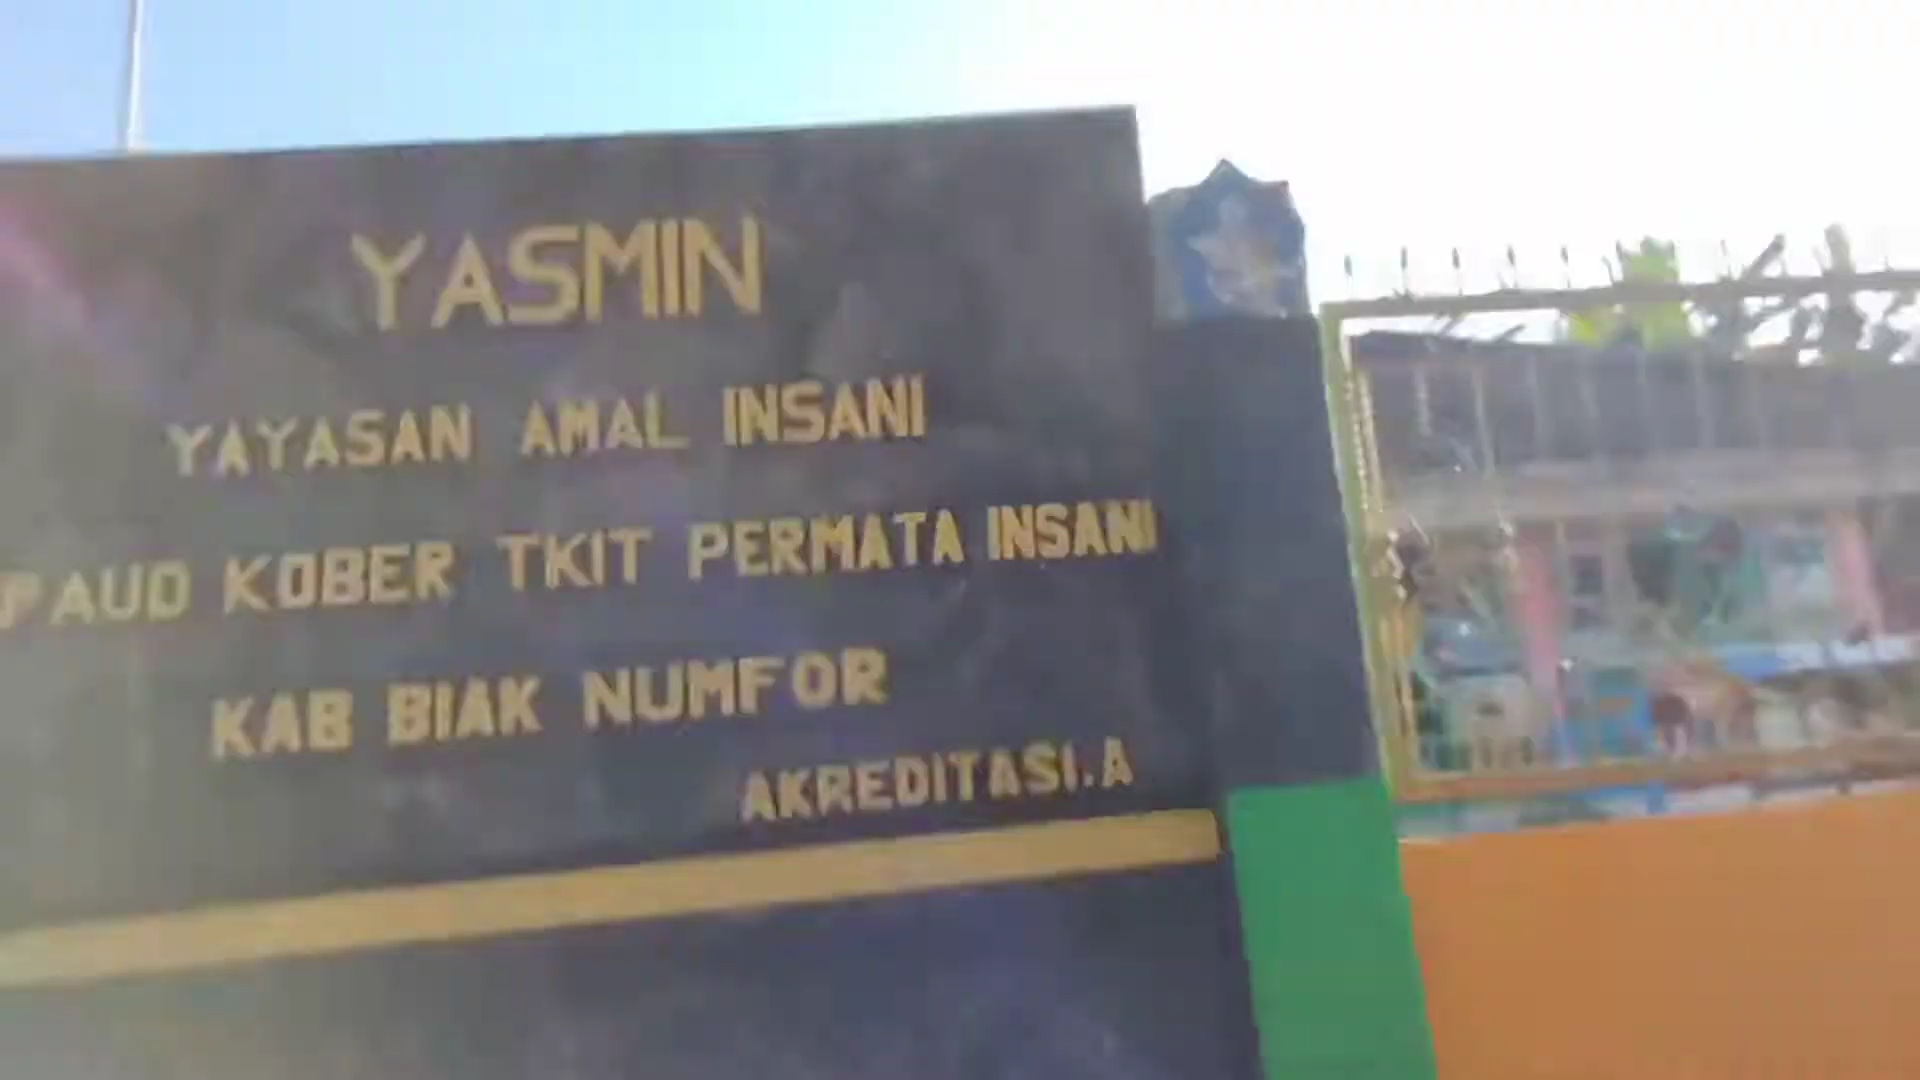 YASMIN
YAYASAN AMAL INSANI
PAUD KOBER TKIT PERMATA INSANI
KAB BIAK NUMFOR
AKREDITASI.A